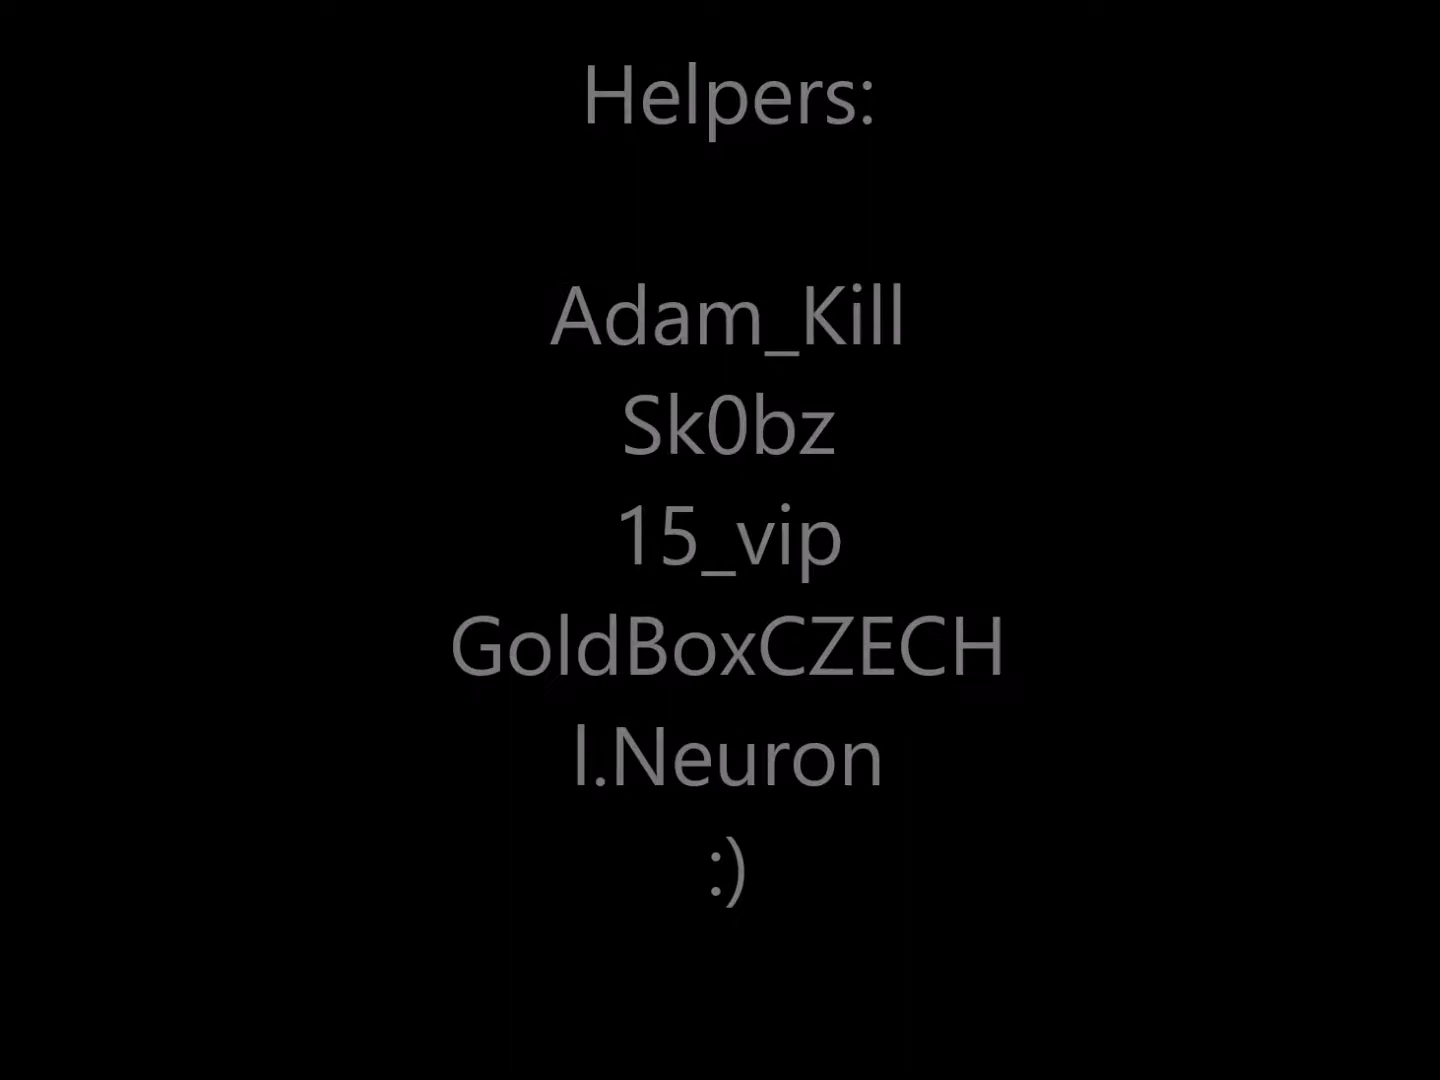 Helpers:
Adam_Kill
Sk0bz
15_vip
GoldBoxCZECH
l.Neuron
:)